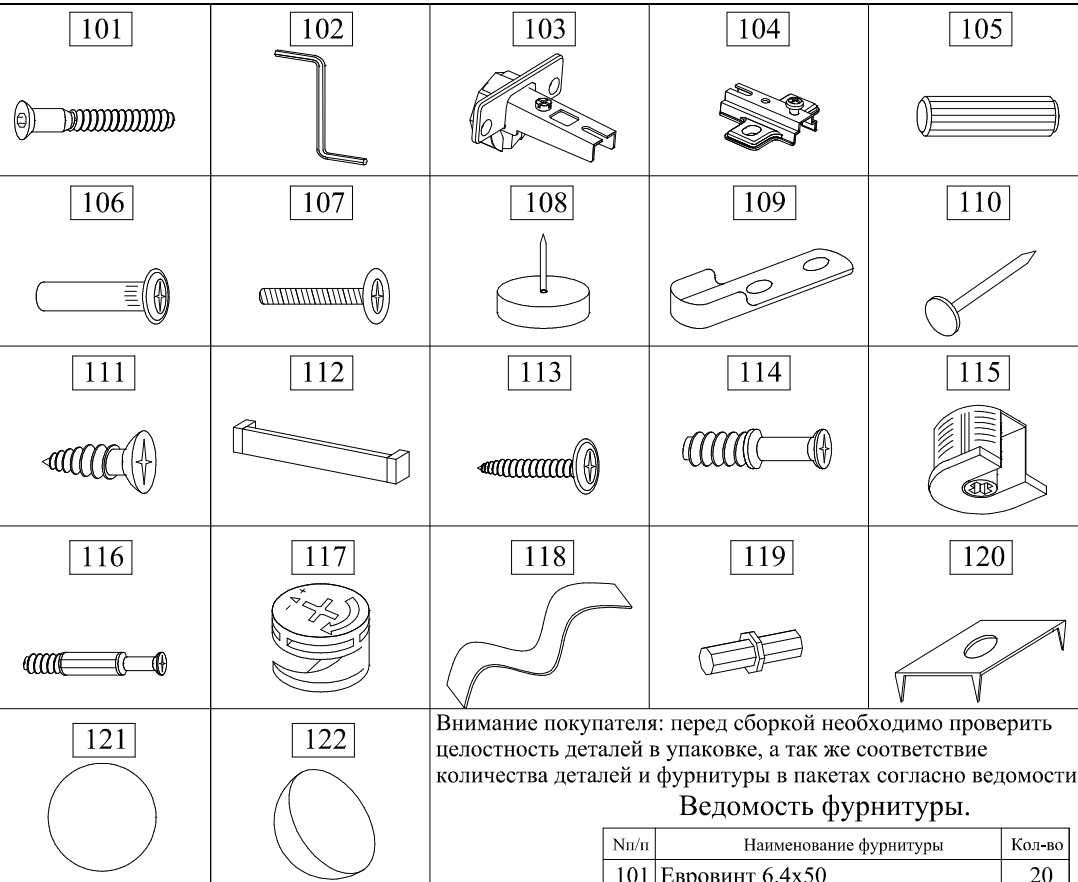 101 102 103 104 105
106 107 108 109 110
111 112 113 114 115
116 117 118 119 120
121 122
Внимание покупателя: перед сборкой необходимо проверить
целостность деталей в упаковке, а так же соответствие
количества деталей и фурнитуры в пакетах согласно ведомости
Ведомость фурнитуры.
Nп/п Наименование фурнитуры Кол-во
101 Евровинт 6,4х50 20